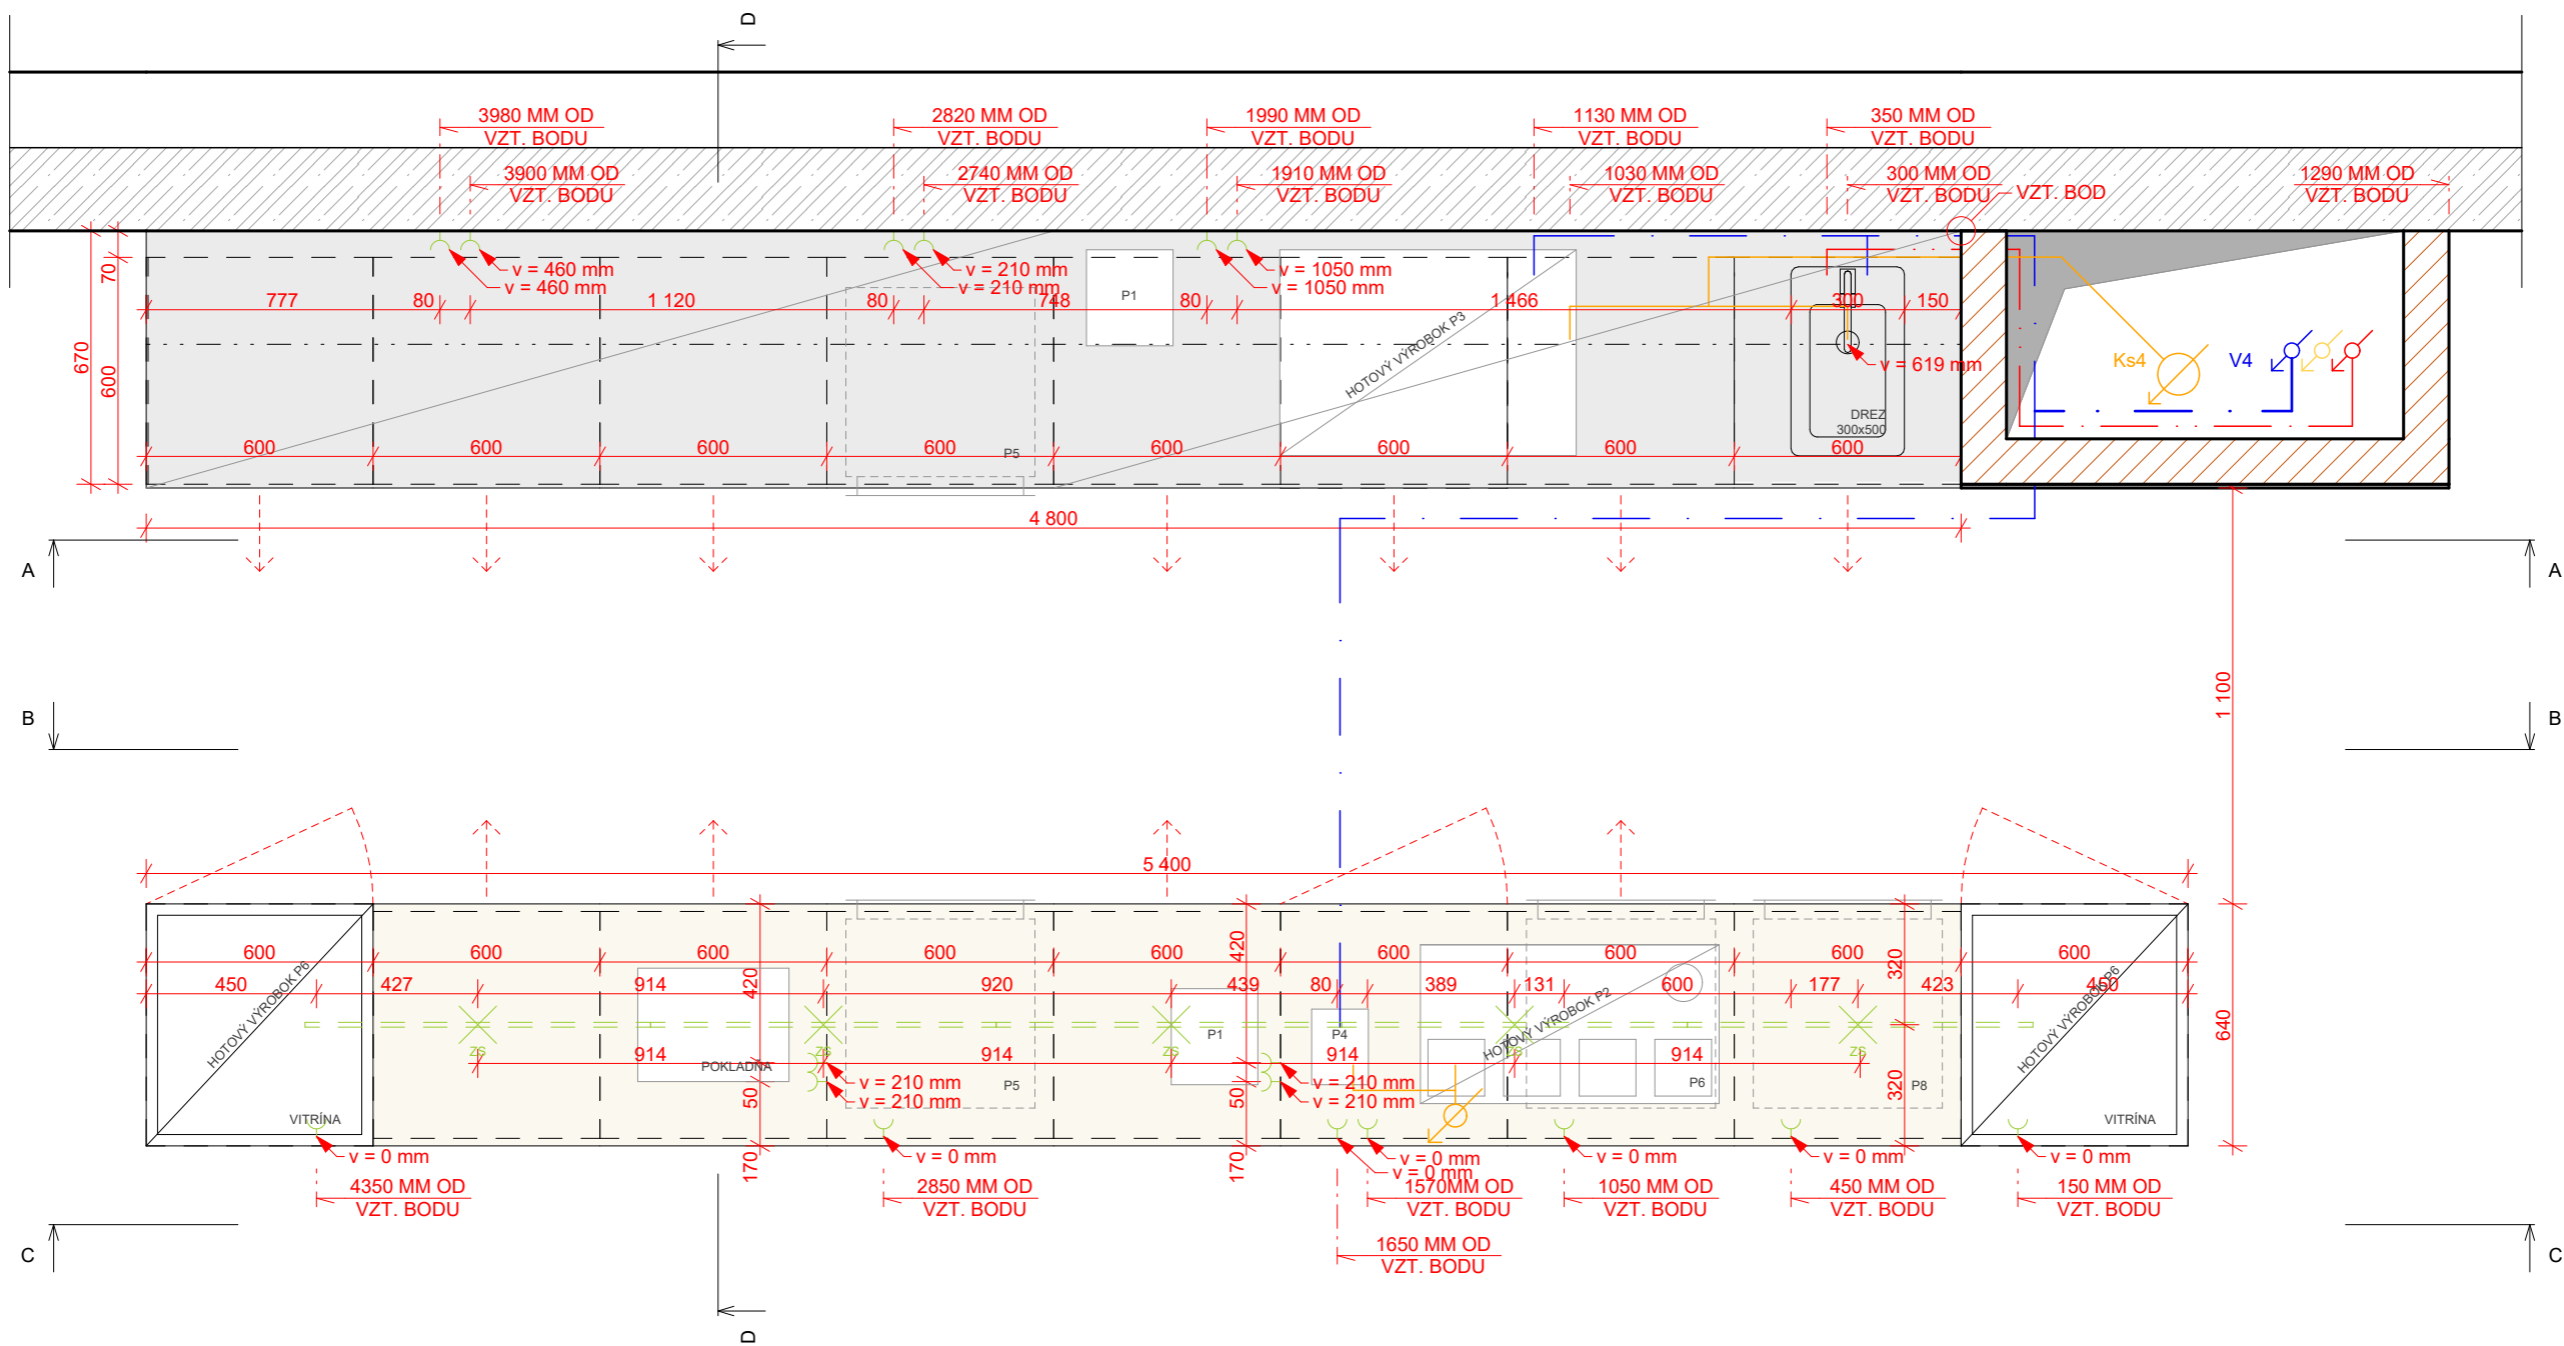 D
3980 MM OD
VZT. BODU
2820 MM OD
VZT. BODU
1990 MM OD
VZT. BODU
1130 MM OD
VZT. BODU
350 MM OD
VZT. BODU
3900 MM OD
VZT. BODU
2740 MM OD
VZT. BODU
1910 MM OD
VZT. BODU
1030 MM OD
VZT. BODU
300 MM OD
VZT. BODU
VZT. BOD
1290 MM OD
VZT. BODU
70
670
600
v = 460 mm
v = 460 mm
v = 210 mm
v = 210 mm
v = 1050 mm
v = 1050 mm
777
80
1 120
80
748
80
1 466
300
150
P1
HOTOVÝ VÝROBOK P3
v = 619 mm
DREZ
300x500
Ks4
V4
600
600
600
600
P5
600
600
600
600
4 800
A
A
B
B
1 100
5 400
600
600
600
600
600
600
600
600
600
450
427
914
420
920
420
439
80
389
131
600
177
320
423
450
HOTOVÝ VÝROBOK P6
HOTOVÝ VÝROBOK P2
HOTOVÝ VÝROBOK P6
640
ZS
ZS
ZS
ZS
ZS
P1
P4
914
914
914
914
POKLADŇA
v = 210 mm
v = 210 mm
P5
v = 210 mm
v = 210 mm
P6
P8
50
50
320
VITRÍNA
VITRÍNA
170
170
v = 0 mm
v = 0 mm
v = 0 mm
v = 0 mm
v = 0 mm
v = 0 mm
v = 0 mm
4350 MM OD
VZT. BODU
2850 MM OD
VZT. BODU
1570MM OD
VZT. BODU
1050 MM OD
VZT. BODU
450 MM OD
VZT. BODU
150 MM OD
VZT. BODU
1650 MM OD
VZT. BODU
C
C
D